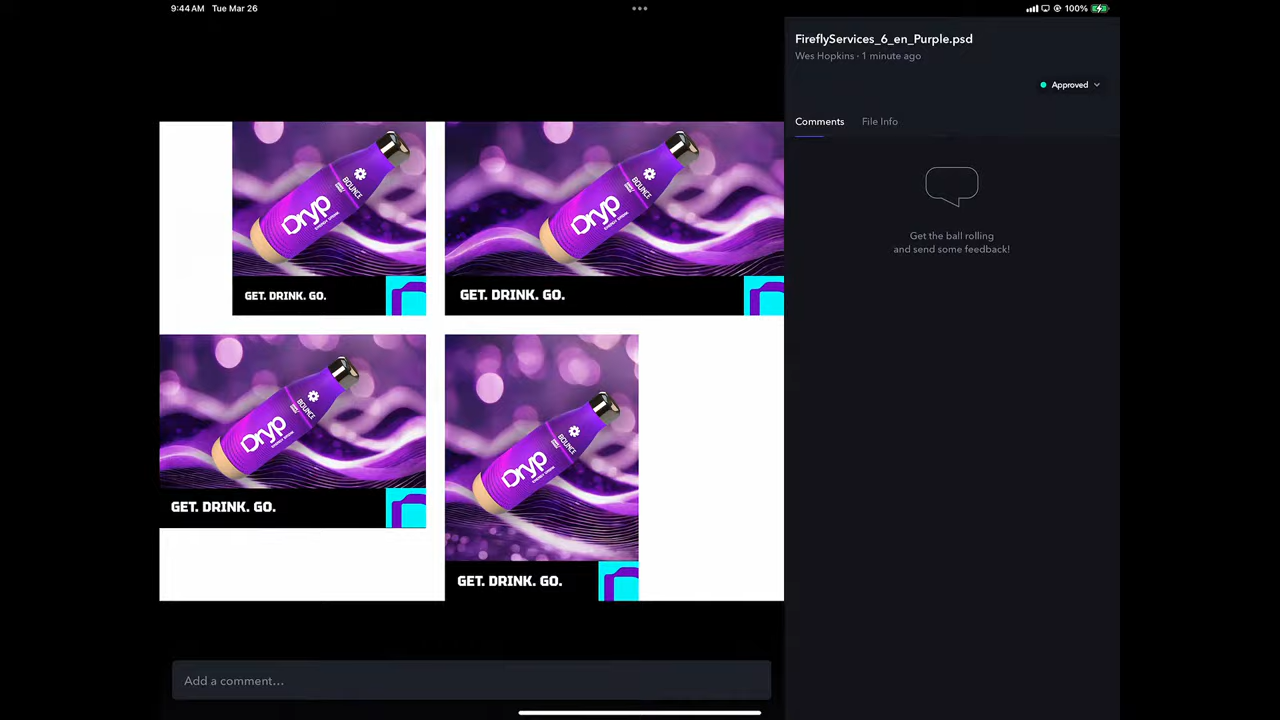 9:44 AM Tue Mar 26
100%
FireflyServices_6_en_Purple.psd
Wes Hopkins · 1 minute ago
Approved
Comments File Info
Get the ball rolling
and send some feedback!
Dryp
BOUNCE
GET. DRINK. GO.
Dryp
BOUNCE
GET. DRINK. GO.
Dryp
BOUNCE
GET. DRINK. GO.
Dryp
BOUNCE
GET. DRINK. GO.
Add a comment...